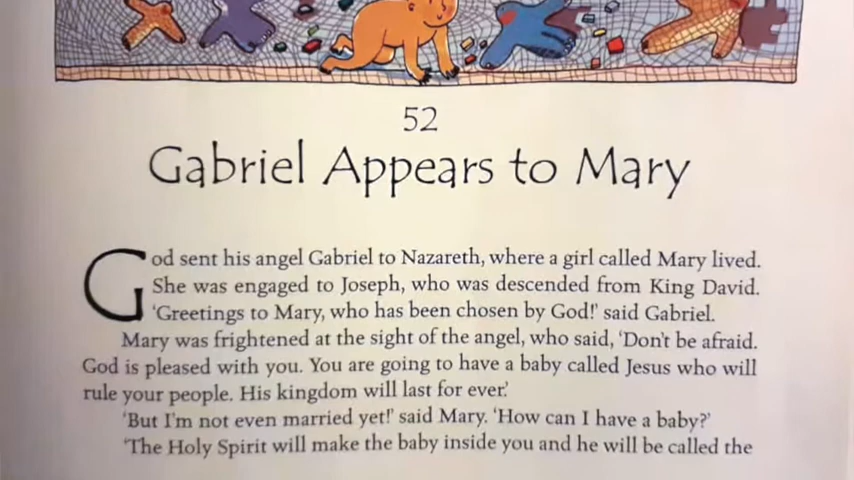 52
Gabriel Appears to Mary
God sent his angel Gabriel to Nazareth, where a girl called Mary lived.
She was engaged to Joseph, who was descended from King David.
‘Greetings to Mary, who has been chosen by God!’ said Gabriel.
Mary was frightened at the sight of the angel, who said, ‘Don’t be afraid.
God is pleased with you. You are going to have a baby called Jesus who will
rule your people. His kingdom will last for ever.’
‘But I’m not even married yet!’ said Mary. ‘How can I have a baby?’
‘The Holy Spirit will make the baby inside you and he will be called the